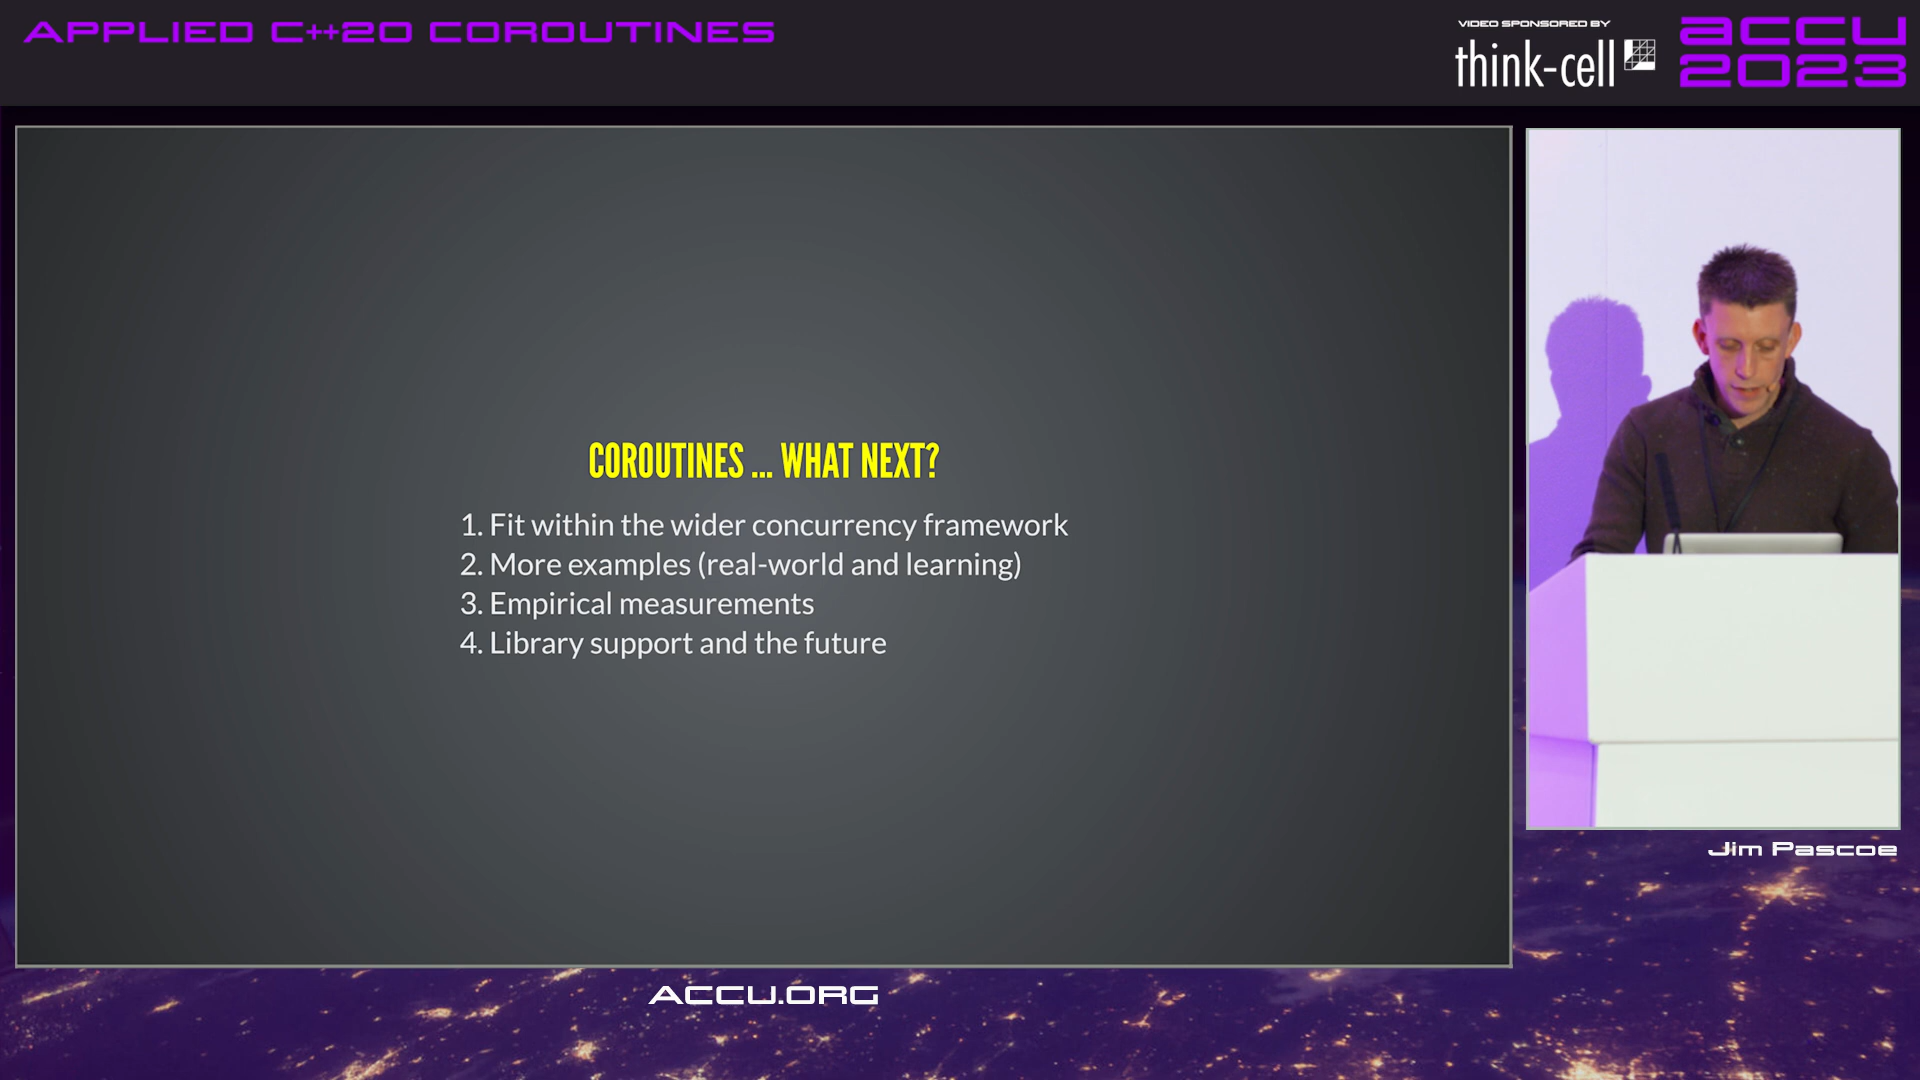 APPLIED C++20 COROUTINES
VIDEO SPONSORED BY
think-cell
accu
2023
COROUTINES ... WHAT NEXT?
1. Fit within the wider concurrency framework
2. More examples (real-world and learning)
3. Empirical measurements
4. Library support and the future
Jim Pascoe
ACCU.ORG